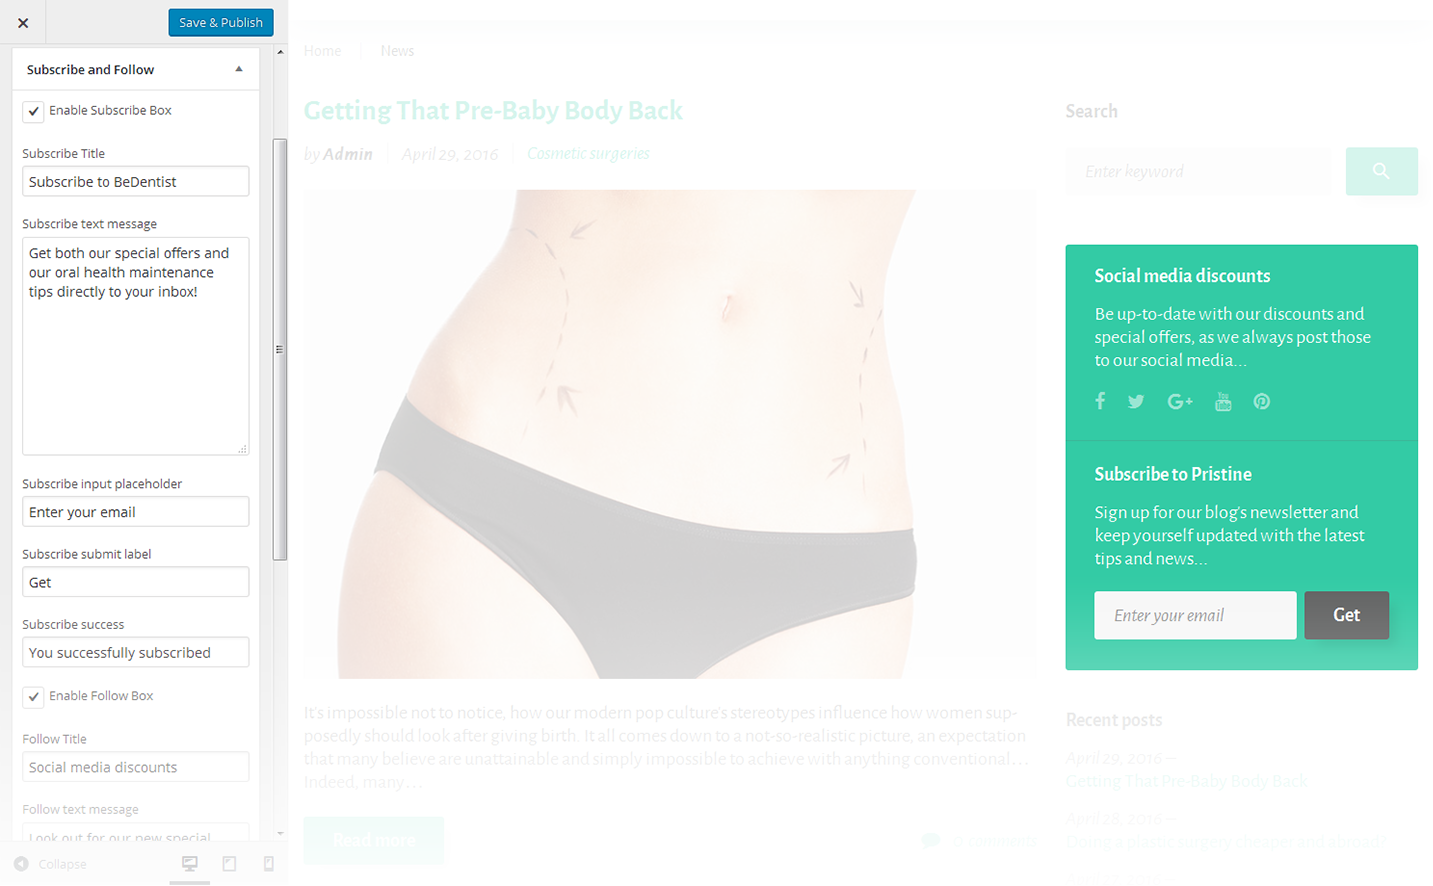 Save & Publish
Subscribe and Follow
Enable Subscribe Box
Subscribe Title
Subscribe to BeDentist
Subscribe text message
Get both our special offers and
our oral health maintenance
tips directly to your inbox!
Subscribe input placeholder
Enter your email
Subscribe submit label
Get
Subscribe success
You successfully subscribed
Enable Follow Box
Follow Title
Social media discounts
Follow text message
Look out for our new special
Collapse
Home
News
Getting That Pre-Baby Body Back
by Admin
April 29, 2016
Cosmetic surgeries
It's impossible not to notice, how our modern pop culture's stereotypes influence how women sup-
posedly should look after giving birth. It all comes down to a not-so-realistic picture, an expectation
that many believe are unattainable and simply impossible to achieve with anything conventional…
Indeed, many…
Read more
comments
Search
Enter keyword
Social media discounts
Be up-to-date with our discounts and
special offers, as we always post those
to our social media...
You
Tube
Subscribe to Pristine
Sign up for our blog's newsletter and
keep yourself updated with the latest
tips and news...
Enter your email
Get
Recent posts
April 29, 2016 –
Getting That Pre-Baby Body Back
April 28, 2016 –
Doing a plastic surgery cheaper and abroad?